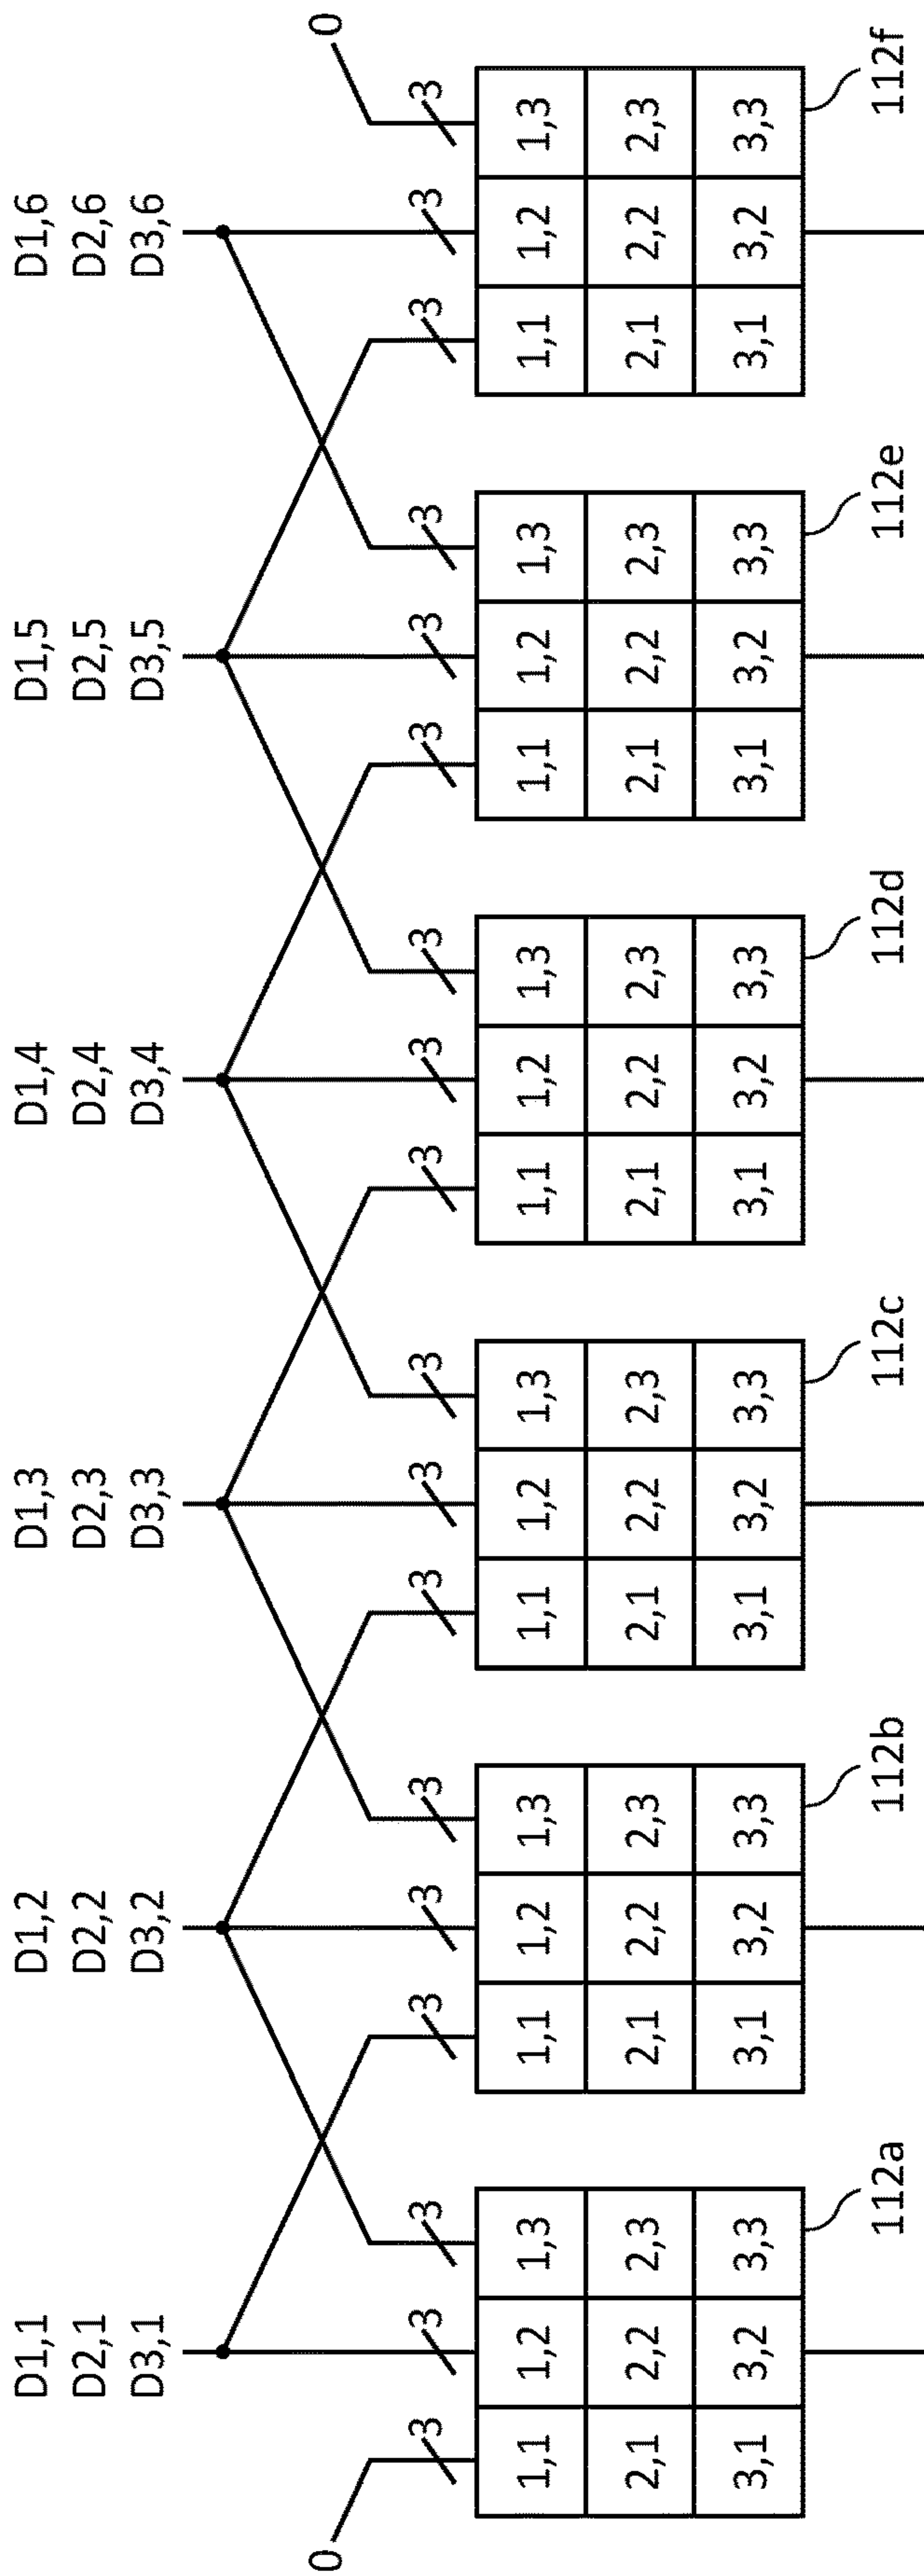 D1,1 D1,2 D1,3 D1,4 D1,5 D1,6
D2,1 D2,2 D2,3 D2,4 D2,5 D2,6
D3,1 D3,2 D3,3 D3,4 D3,5 D3,6
0 0
3 3 3 3 3 3 3 3 3 3 3 3 3 3 3 3 3 3
1,1 1,2 1,3 1,1 1,2 1,3 1,1 1,2 1,3 1,1 1,2 1,3 1,1 1,2 1,3 1,1 1,2 1,3
2,1 2,2 2,3 2,1 2,2 2,3 2,1 2,2 2,3 2,1 2,2 2,3 2,1 2,2 2,3 2,1 2,2 2,3
3,1 3,2 3,3 3,1 3,2 3,3 3,1 3,2 3,3 3,1 3,2 3,3 3,1 3,2 3,3 3,1 3,2 3,3
112a 112b 112c 112d 112e 112f